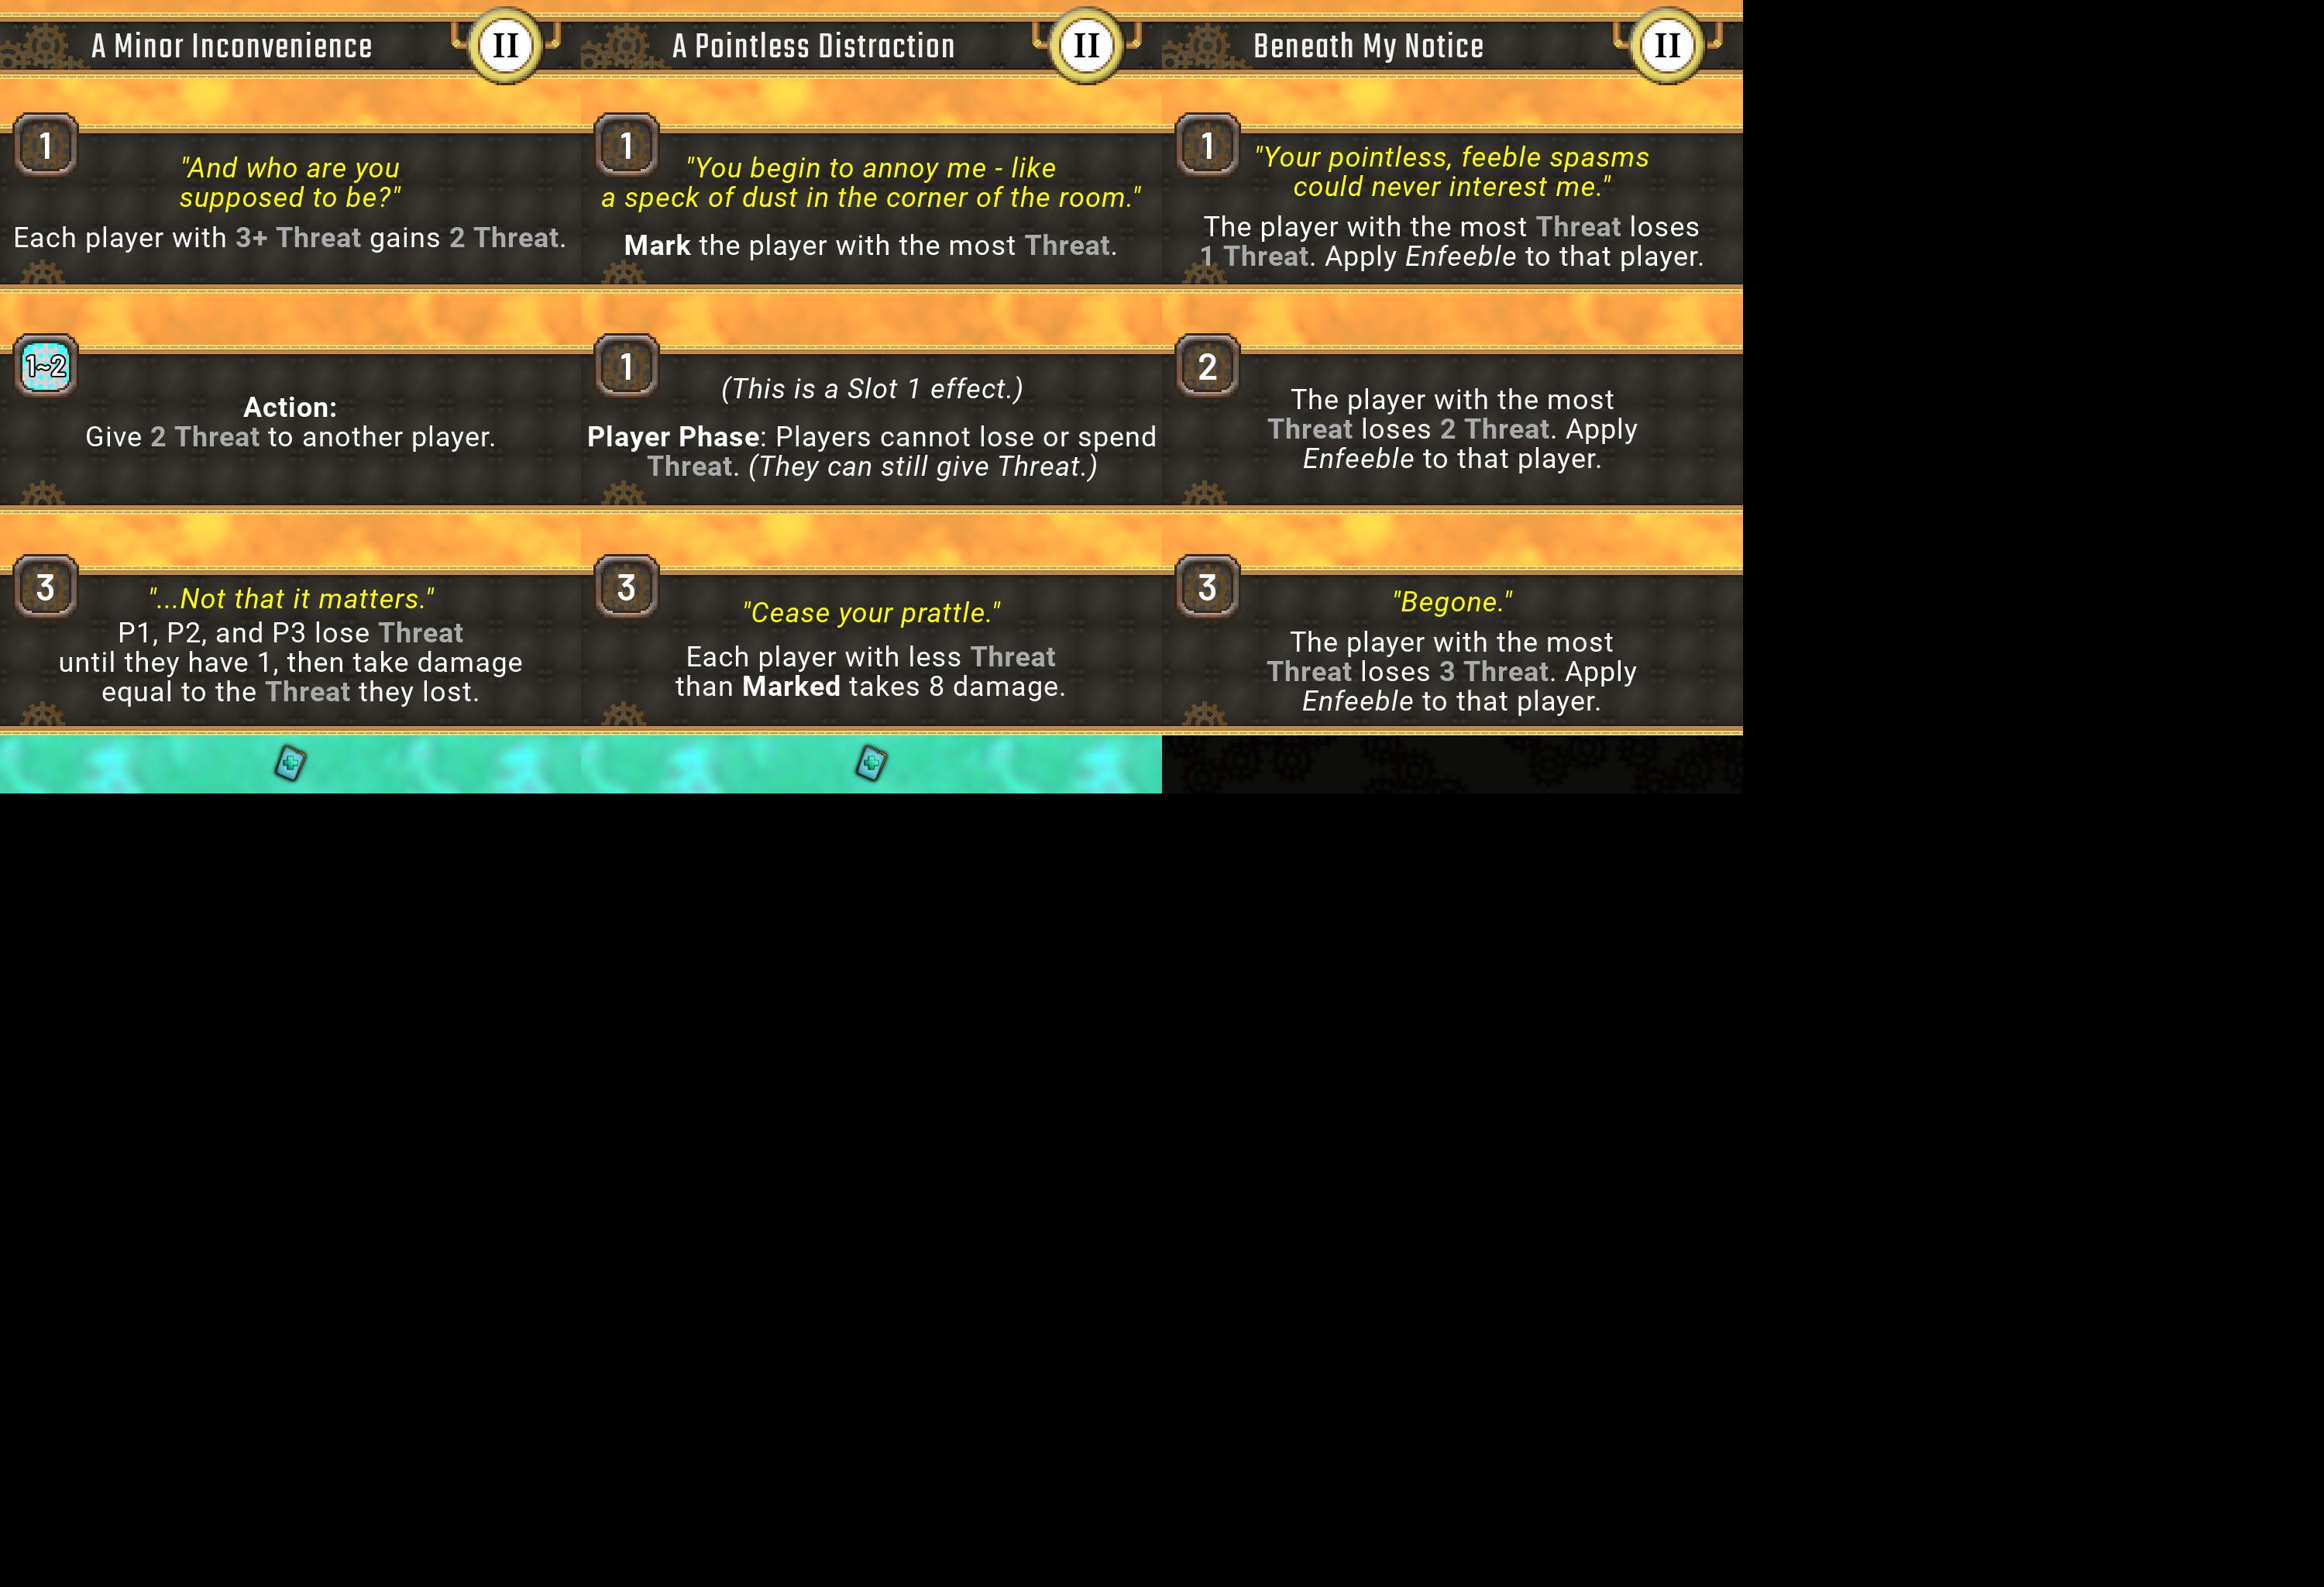 A Minor Inconvenience
II
1
"And who are you
supposed to be?"
Each player with 3+ Threat gains 2 Threat.
1~2
Action:
Give 2 Threat to another player.
3
"...Not that it matters."
P1, P2, and P3 lose Threat
until they have 1, then take damage
equal to the Threat they lost.
A Pointless Distraction
II
1
"You begin to annoy me - like
a speck of dust in the corner of the room."
Mark the player with the most Threat.
1
(This is a Slot 1 effect.)
Player Phase: Players cannot lose or spend
Threat. (They can still give Threat.)
3
"Cease your prattle."
Each player with less Threat
than Marked takes 8 damage.
Beneath My Notice
II
1
"Your pointless, feeble spasms
could never interest me."
The player with the most Threat loses
1 Threat. Apply Enfeeble to that player.
2
The player with the most
Threat loses 2 Threat. Apply
Enfeeble to that player.
3
"Begone."
The player with the most
Threat loses 3 Threat. Apply
Enfeeble to that player.